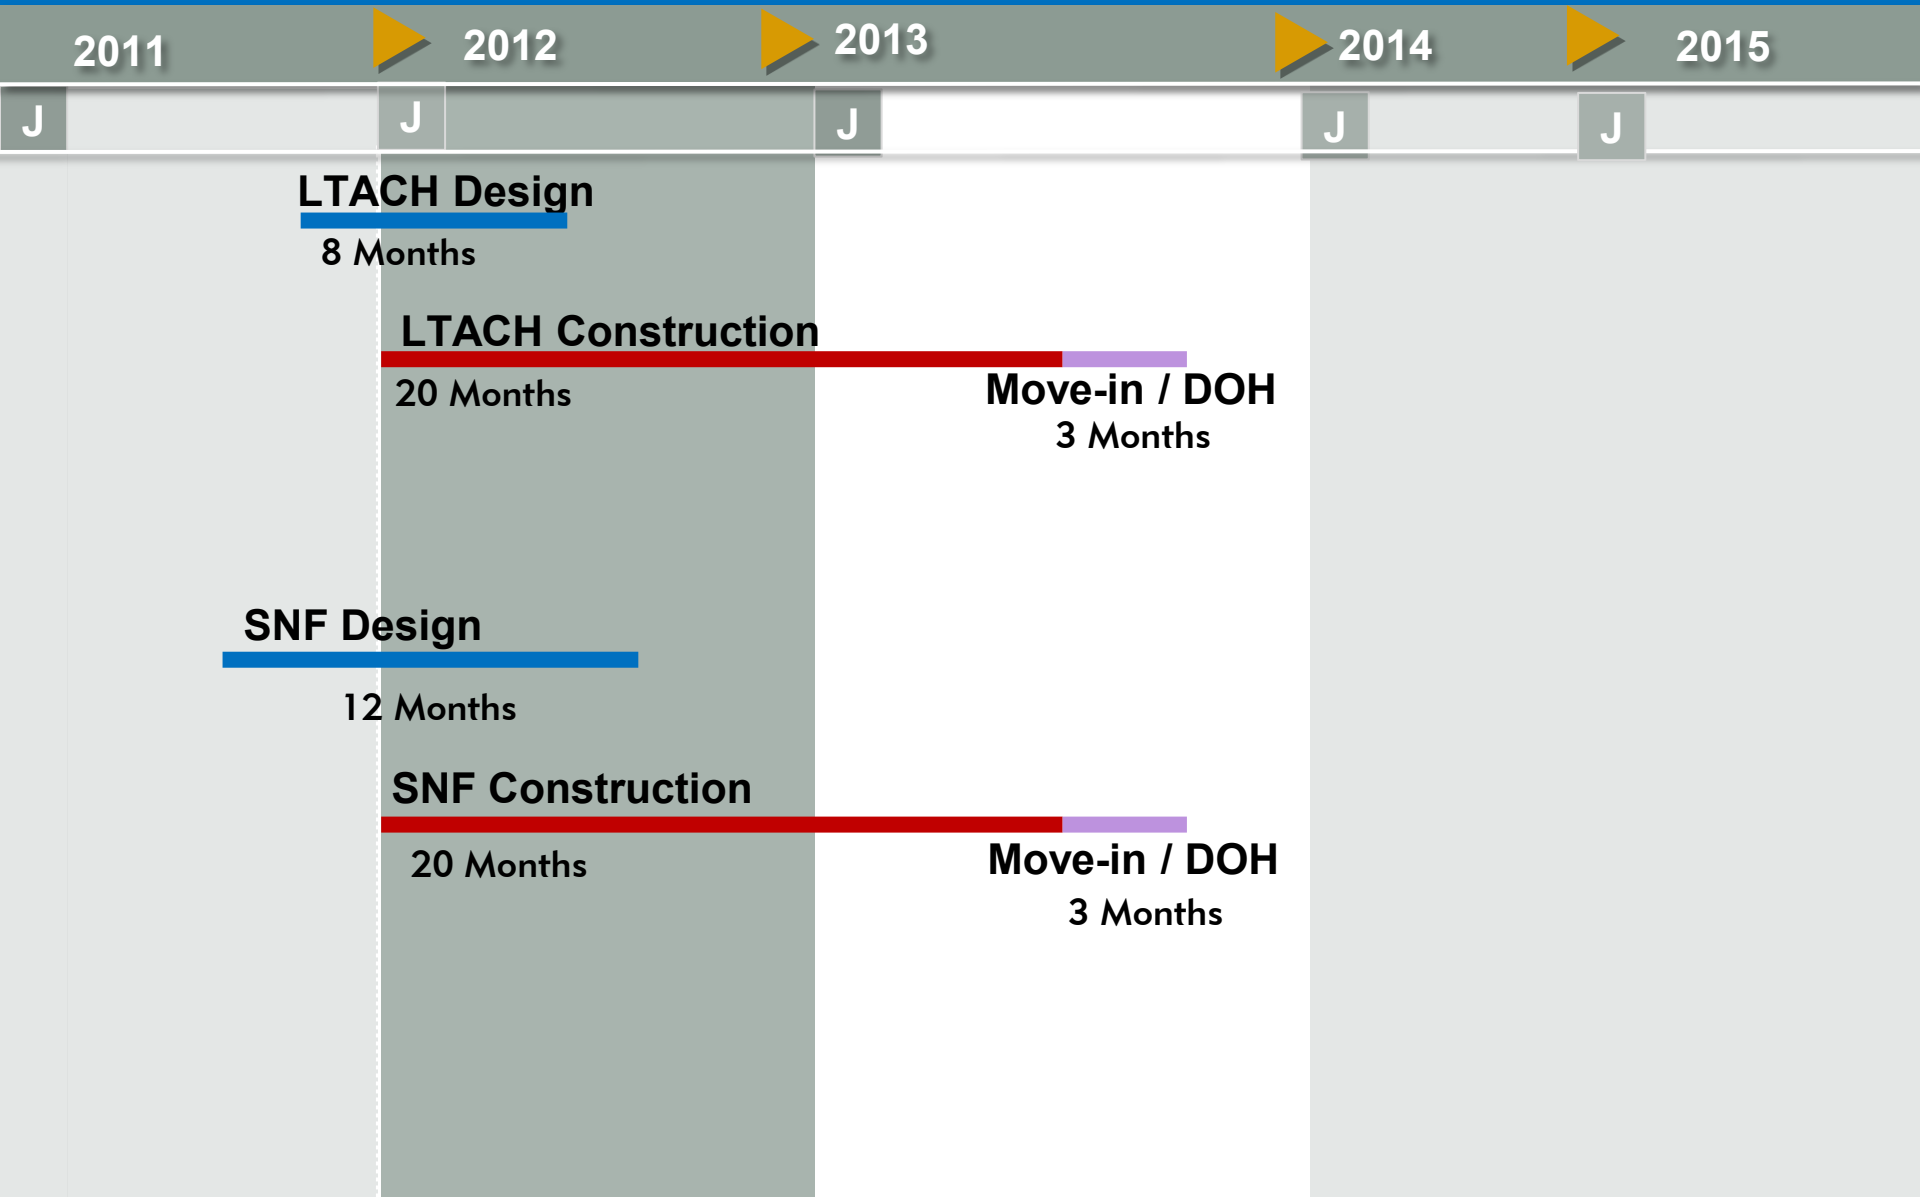 2011
2012
2013
2014
2015
J
J
J
J
J
LTACH Design
8 Months
LTACH Construction
20 Months
Move-in / DOH
3 Months
SNF Design
12 Months
SNF Construction
20 Months
Move-in / DOH
3 Months